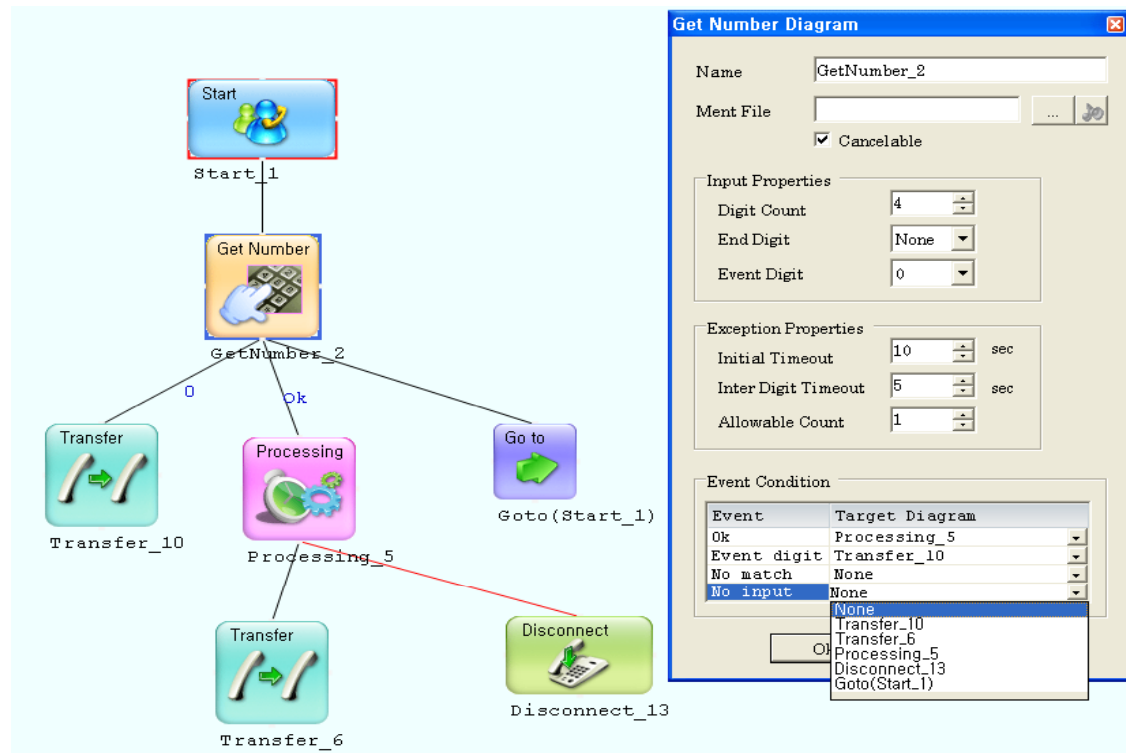 Start
Start_1
Get Number
GetNumber_2
0
Ok
Transfer
Transfer_10
Processing
Processing_5
Go to
Goto(Start_1)
Transfer
Transfer_6
Disconnect
Disconnect_13
Get Number Diagram
Name GetNumber_2
Ment File ...
Cancelable
Input Properties
Digit Count 4
End Digit None
Event Digit 0
Exception Properties
Initial Timeout 10 sec
Inter Digit Timeout 5 sec
Allowable Count 1
Event Condition
Event Target Diagram
Ok Processing_5
Event digit Transfer_10
No match None
No input None
None
Transfer_10
Transfer_6
Processing_5
Disconnect_13
Goto(Start_1)